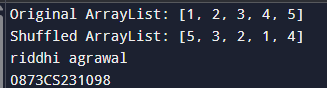 Original ArrayList: [1, 2, 3, 4, 5]
Shuffled ArrayList: [5, 3, 2, 1, 4]
riddhi agrawal
0873CS231098